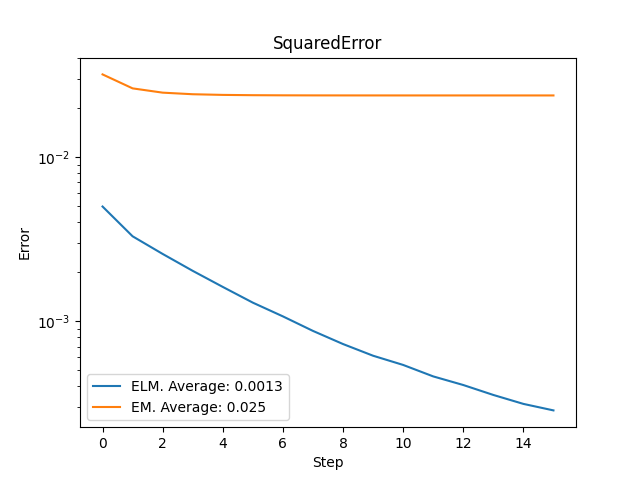 SquaredError
10⁻²
10⁻³
Error
ELM. Average: 0.0013
EM. Average: 0.025
0 2 4 6 8 10 12 14
Step